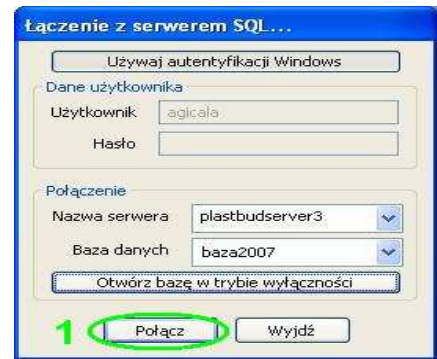 Łączenie z serwerem SQL...
Używaj autentyfikacji Windows
Dane użytkownika
Użytkownik agicala
Hasło
Połączenie
Nazwa serwera plastbudserver3
Baza danych baza2007
Otwórz bazę w trybie wyłączności
1 Połącz Wyjdź